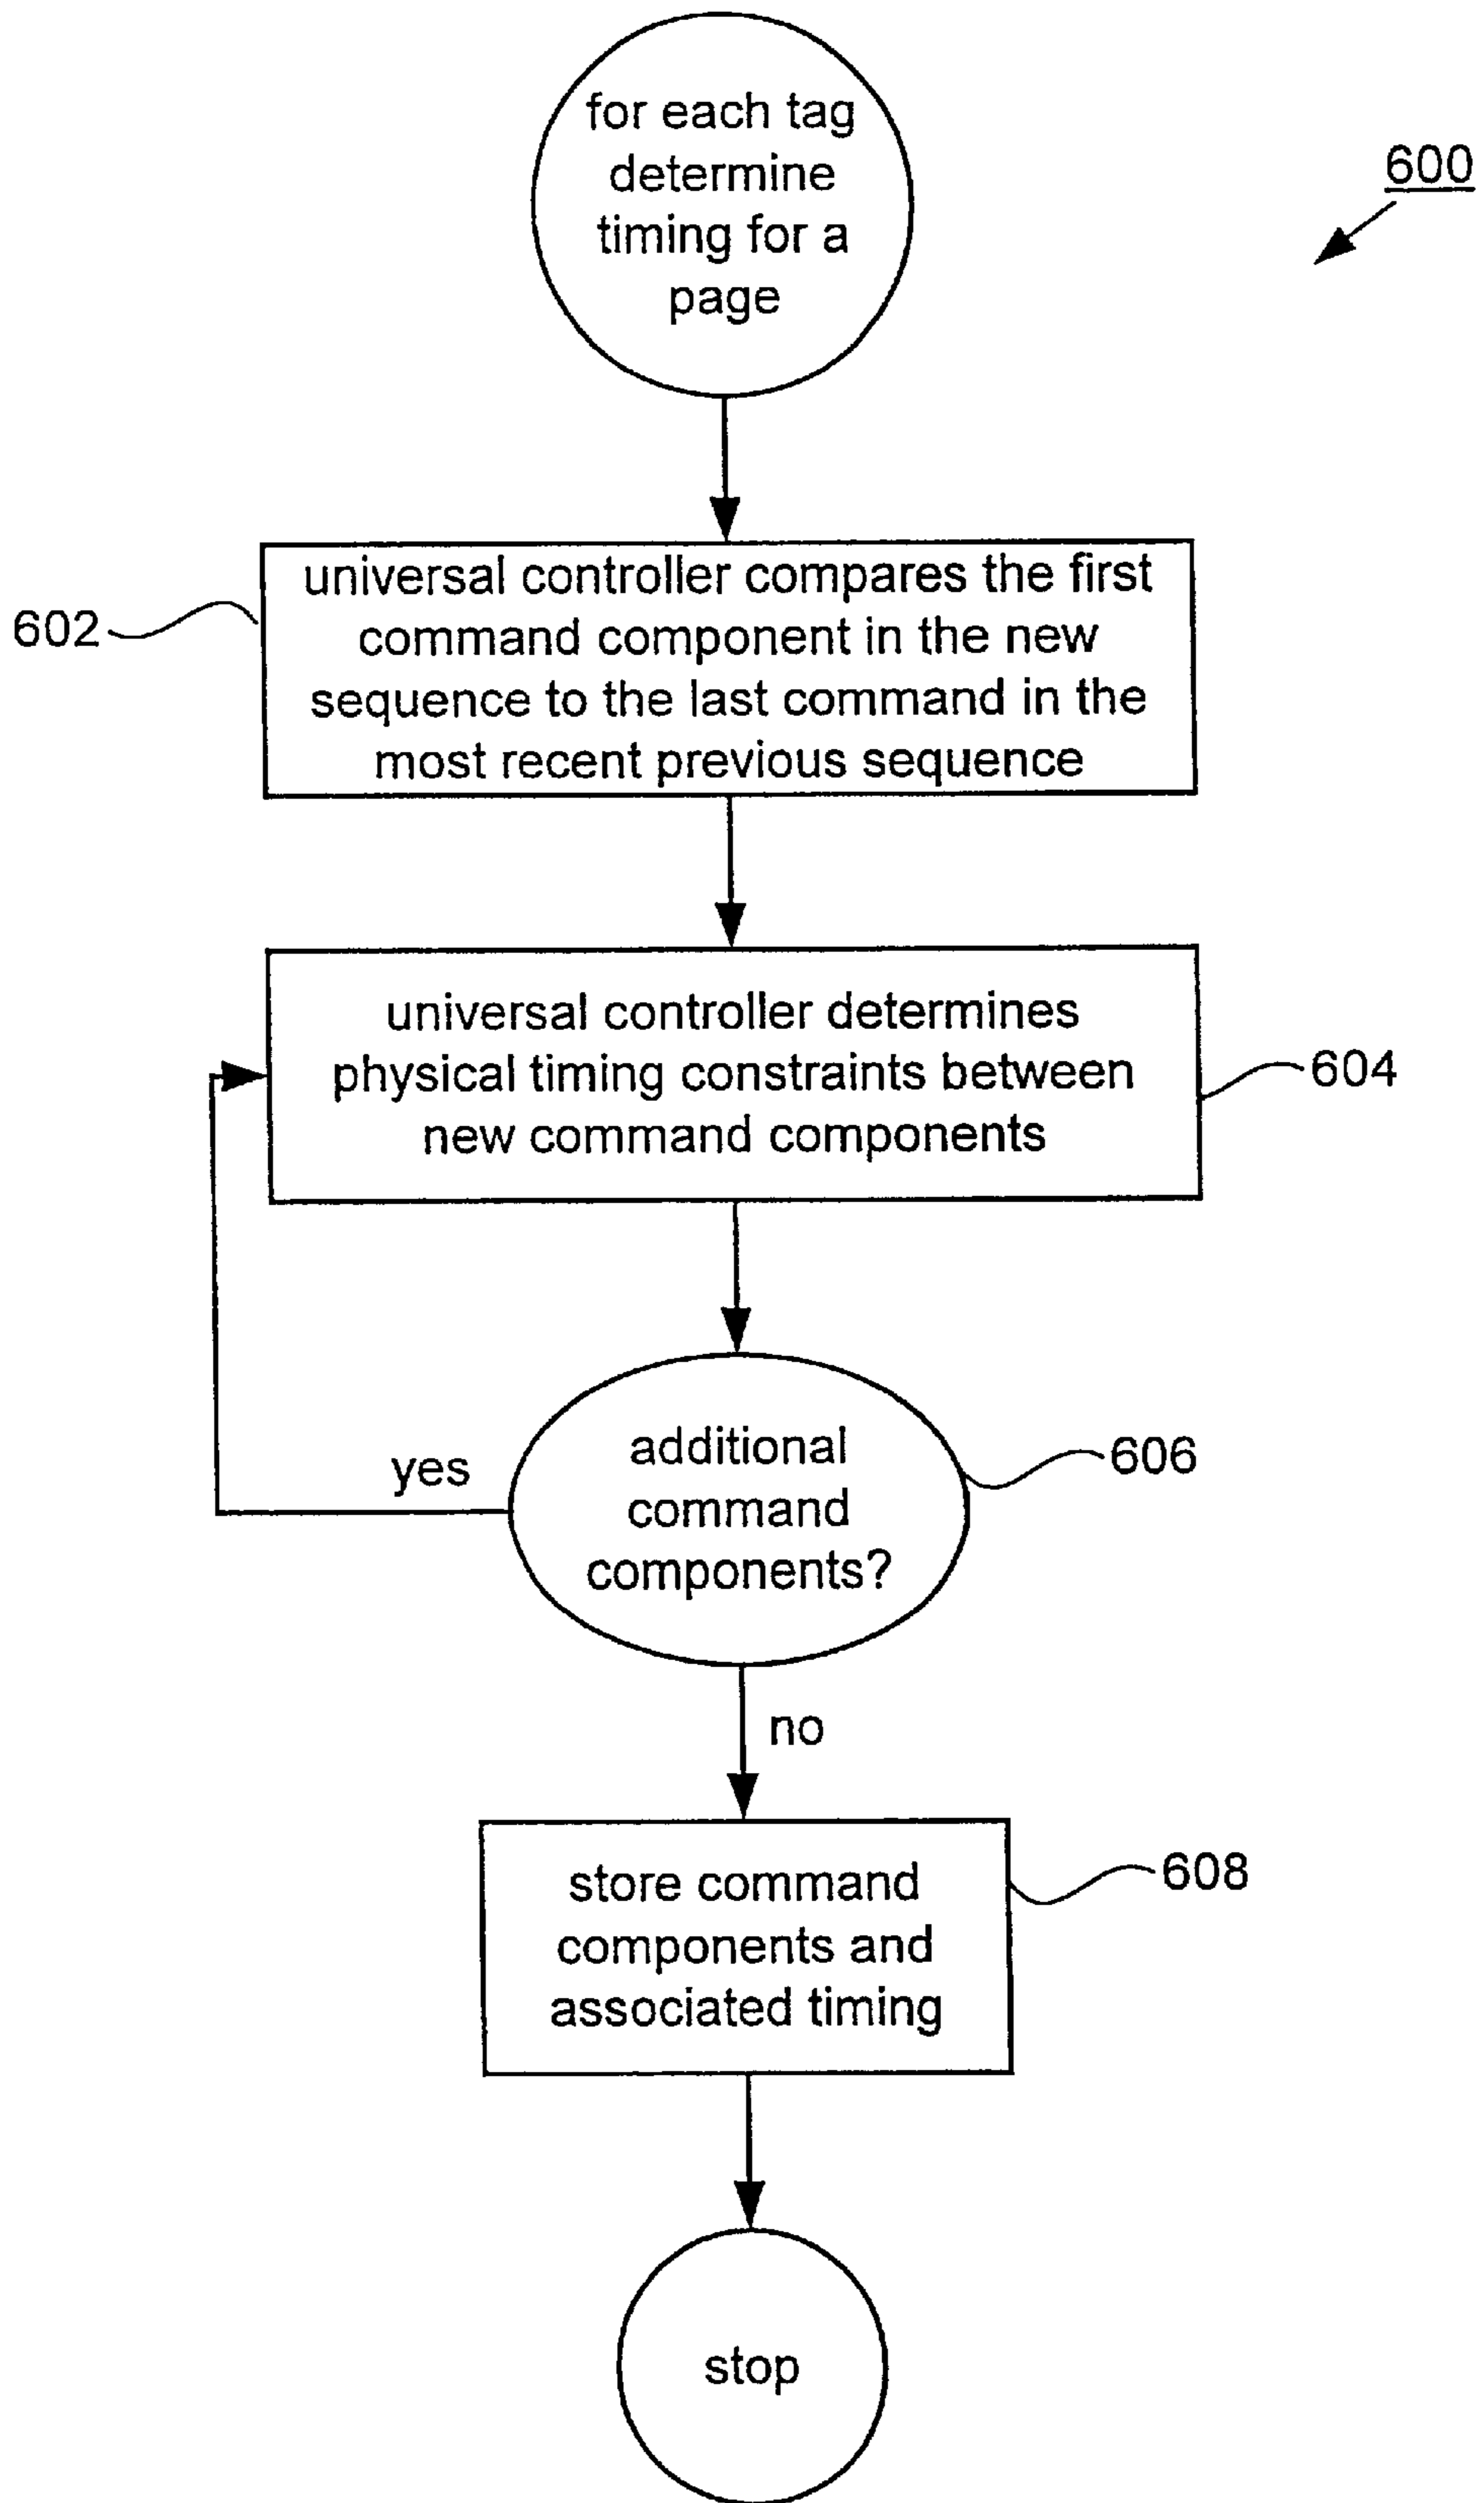 for each tag
determine
timing for a
page
600
universal controller compares the first
command component in the new
sequence to the last command in the
most recent previous sequence
602
universal controller determines
physical timing constraints between
new command components
604
additional
command
components?
606
yes
no
store command
components and
associated timing
608
stop